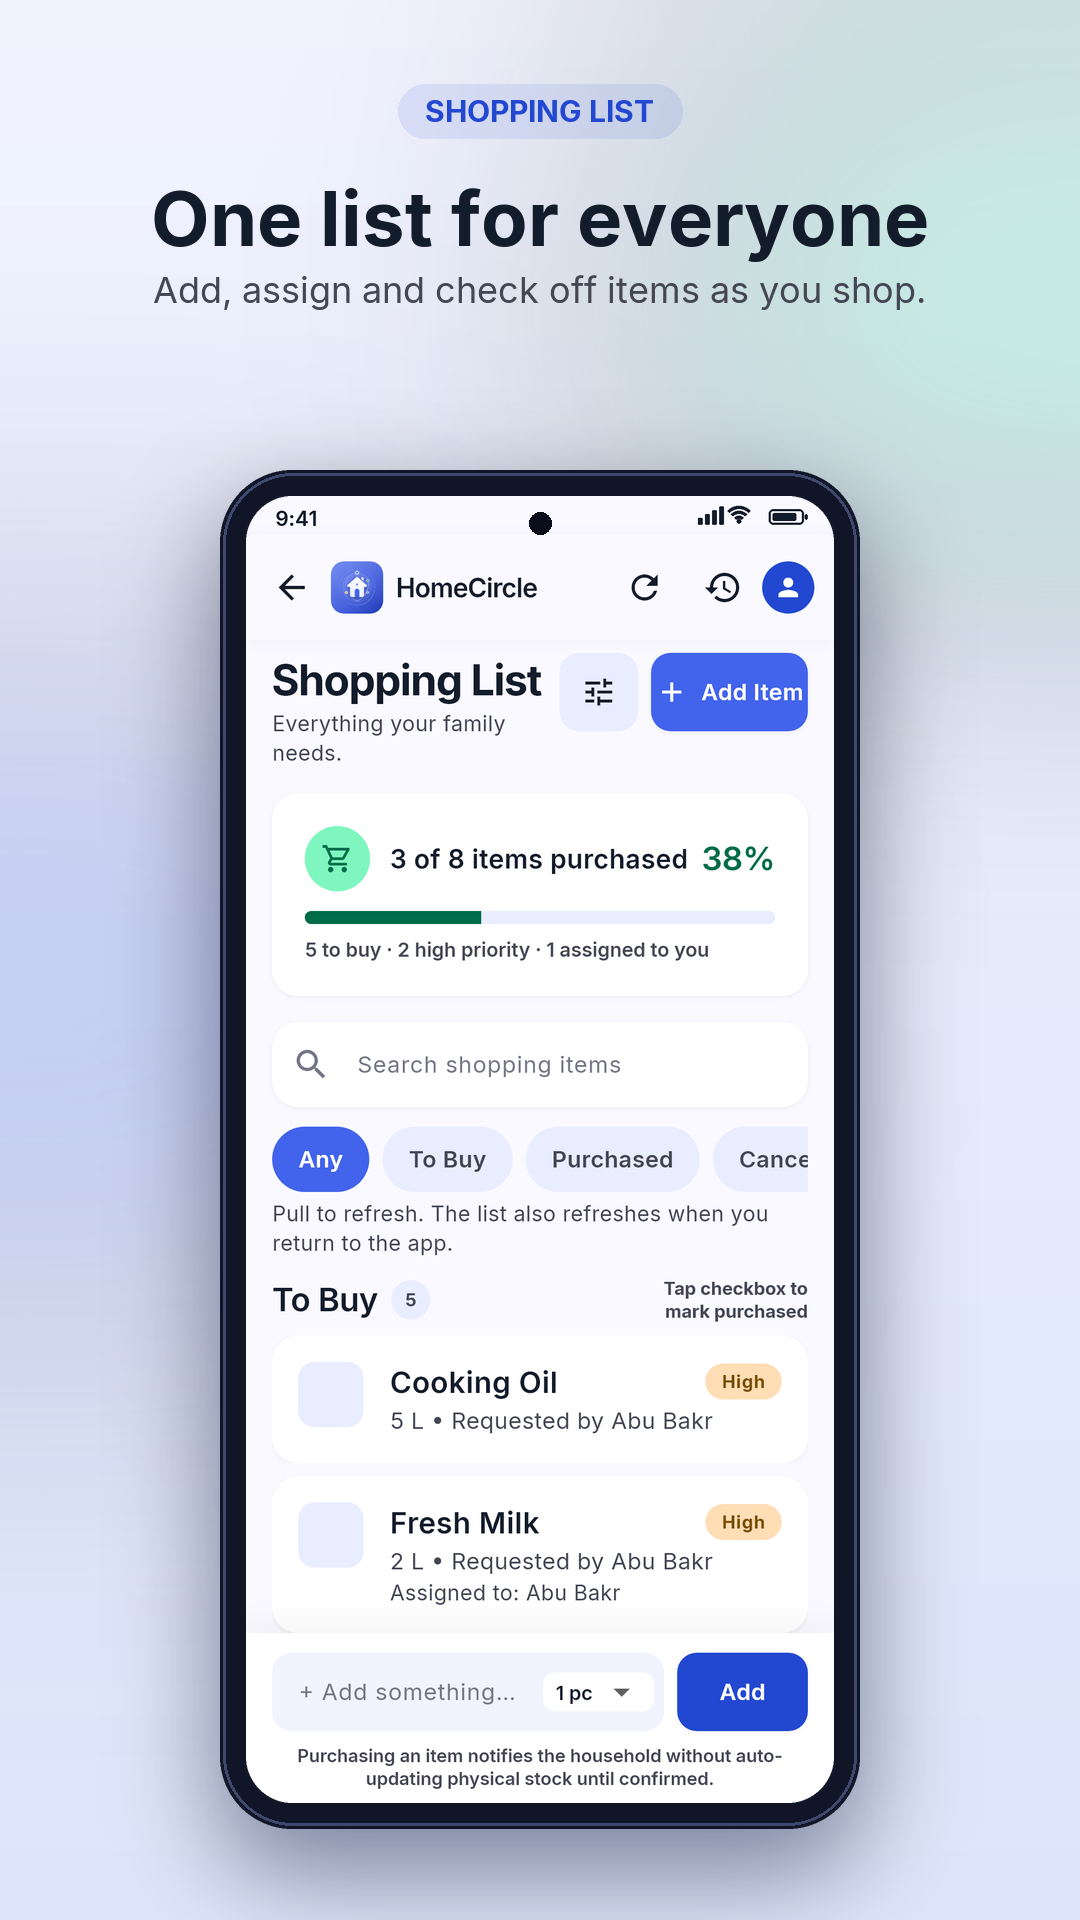 SHOPPING LIST
One list for everyone
Add, assign and check off items as you shop.
9:41
HomeCircle
Shopping List
+ Add Item
Everything your family
needs.
3 of 8 items purchased 38%
5 to buy · 2 high priority · 1 assigned to you
Search shopping items
Any To Buy Purchased Cance
Pull to refresh. The list also refreshes when you
return to the app.
To Buy 5
Tap checkbox to
mark purchased
Cooking Oil High
5 L • Requested by Abu Bakr
Fresh Milk High
2 L • Requested by Abu Bakr
Assigned to: Abu Bakr
+ Add something... 1 pc Add
Purchasing an item notifies the household without auto-
updating physical stock until confirmed.